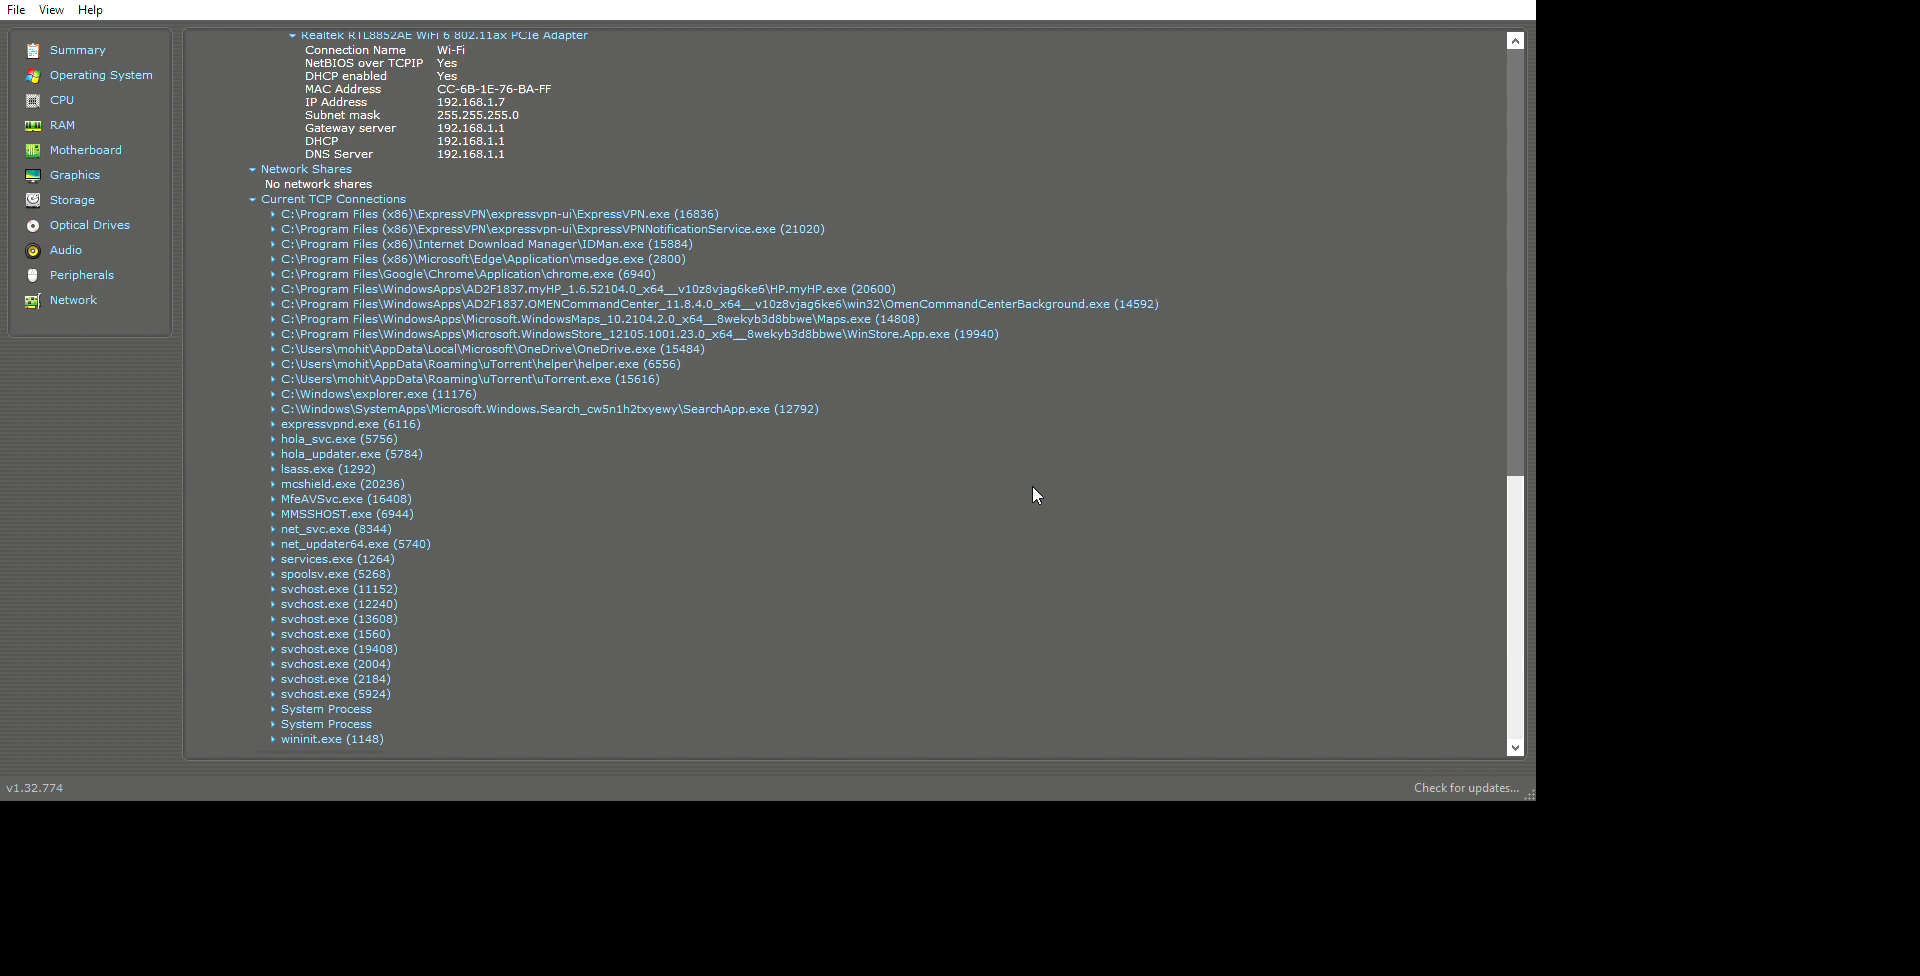 File View Help
Summary
Operating System
CPU
RAM
Motherboard
Graphics
Storage
Optical Drives
Audio
Peripherals
Network
Realtek RTL8852AE WiFi 6 802.11ax PCIe Adapter
Connection Name Wi-Fi
NetBIOS over TCPIP Yes
DHCP enabled Yes
MAC Address CC-6B-1E-76-BA-FF
IP Address 192.168.1.7
Subnet mask 255.255.255.0
Gateway server 192.168.1.1
DHCP 192.168.1.1
DNS Server 192.168.1.1
Network Shares
No network shares
Current TCP Connections
C:\Program Files (x86)\ExpressVPN\expressvpn-ui\ExpressVPN.exe (16836)
C:\Program Files (x86)\ExpressVPN\expressvpn-ui\ExpressVPNNotificationService.exe (21020)
C:\Program Files (x86)\Internet Download Manager\IDMan.exe (15884)
C:\Program Files (x86)\Microsoft\Edge\Application\msedge.exe (2800)
C:\Program Files\Google\Chrome\Application\chrome.exe (6940)
C:\Program Files\WindowsApps\AD2F1837.myHP_1.6.52104.0_x64__v10z8vjag6ke6\HP.myHP.exe (20600)
C:\Program Files\WindowsApps\AD2F1837.OMENCommandCenter_11.8.4.0_x64__v10z8vjag6ke6\win32\OmenCommandCenterBackground.exe (14592)
C:\Program Files\WindowsApps\Microsoft.WindowsMaps_10.2104.2.0_x64__8wekyb3d8bbwe\Maps.exe (14808)
C:\Program Files\WindowsApps\Microsoft.WindowsStore_12105.1001.23.0_x64__8wekyb3d8bbwe\WinStore.App.exe (19940)
C:\Users\mohit\AppData\Local\Microsoft\OneDrive\OneDrive.exe (15484)
C:\Users\mohit\AppData\Roaming\uTorrent\helper\helper.exe (6556)
C:\Users\mohit\AppData\Roaming\uTorrent\uTorrent.exe (15616)
C:\Windows\explorer.exe (11176)
C:\Windows\SystemApps\Microsoft.Windows.Search_cw5n1h2txyewy\SearchApp.exe (12792)
expressvpnd.exe (6116)
hola_svc.exe (5756)
hola_updater.exe (5784)
lsass.exe (1292)
mcshield.exe (20236)
MfeAVSvc.exe (16408)
MMSSHOST.exe (6944)
net_svc.exe (8344)
net_updater64.exe (5740)
services.exe (1264)
spoolsv.exe (5268)
svchost.exe (11152)
svchost.exe (12240)
svchost.exe (13608)
svchost.exe (1560)
svchost.exe (19408)
svchost.exe (2004)
svchost.exe (2184)
svchost.exe (5924)
System Process
System Process
wininit.exe (1148)
v1.32.774
Check for updates...